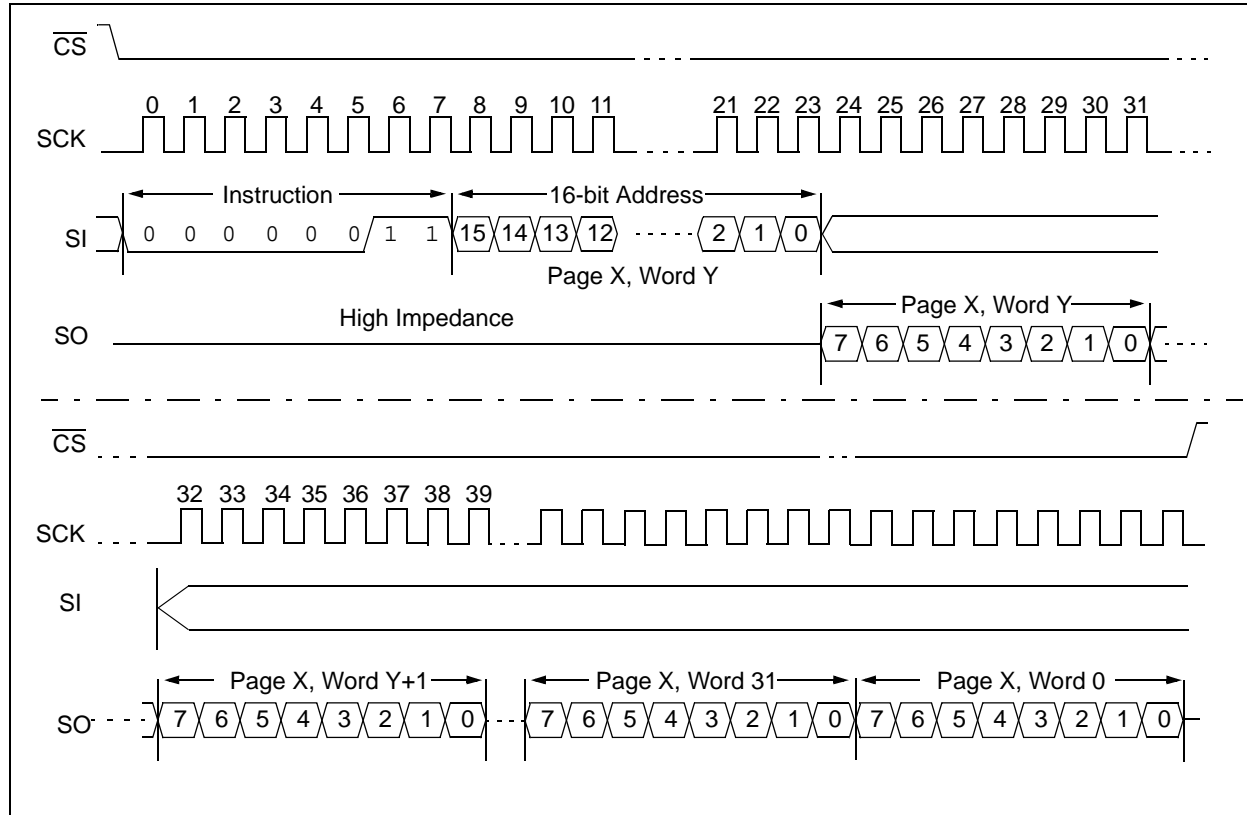 CS
0 1 2 3 4 5 6 7 8 9 10 11 21 22 23 24 25 26 27 28 29 30 31
SCK
Instruction 16-bit Address
SI 0 0 0 0 0 0 1 1 15 14 13 12 2 1 0
Page X, Word Y
High Impedance Page X, Word Y
SO 7 6 5 4 3 2 1 0
CS
32 33 34 35 36 37 38 39
SCK
SI
Page X, Word Y+1 Page X, Word 31 Page X, Word 0
SO 7 6 5 4 3 2 1 0 7 6 5 4 3 2 1 0 7 6 5 4 3 2 1 0